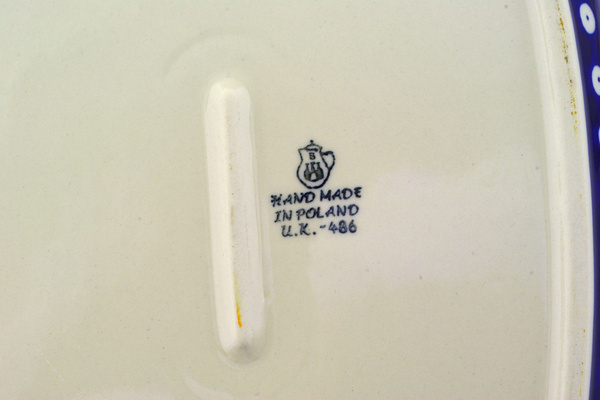 B
HAND MADE
IN POLAND
U.K.-486